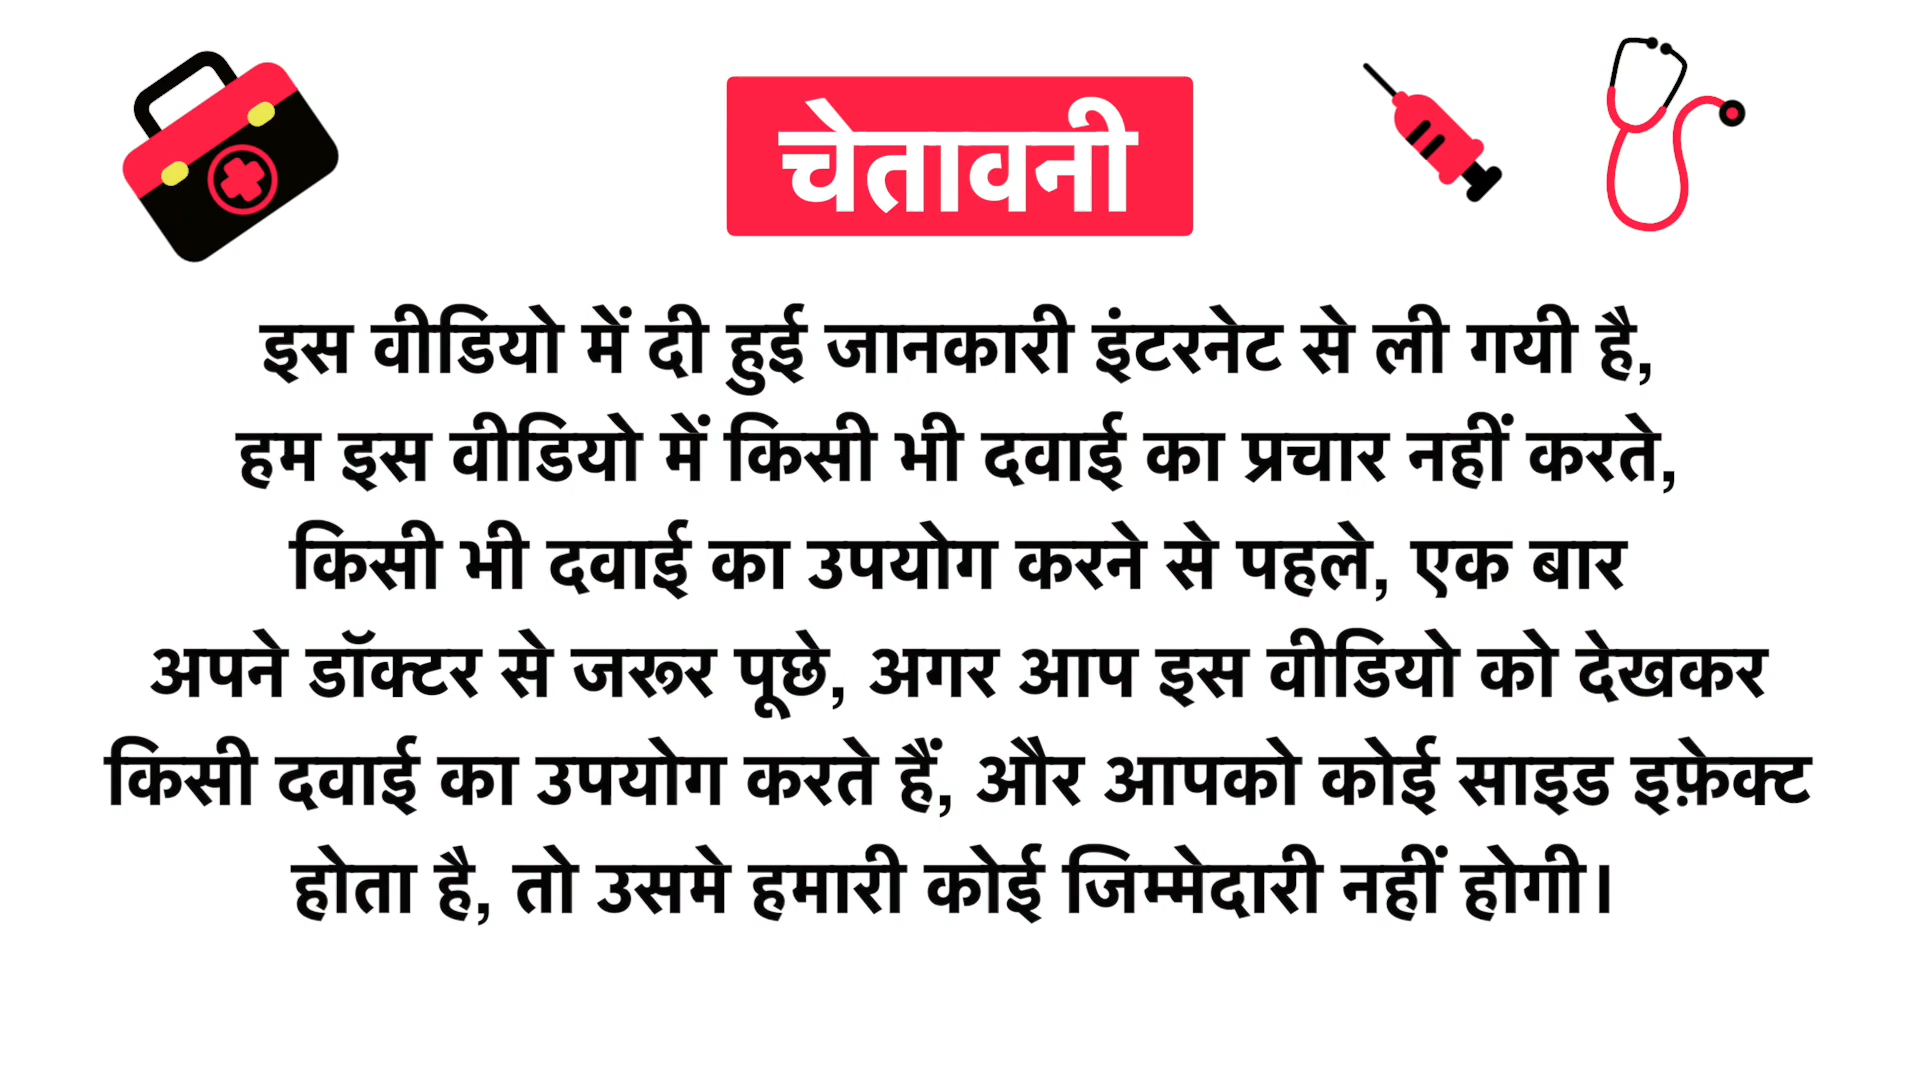 चेतावनी
इस वीडियो में दी हुई जानकारी इंटरनेट से ली गयी है,
हम इस वीडियो में किसी भी दवाई का प्रचार नहीं करते,
किसी भी दवाई का उपयोग करने से पहले, एक बार
अपने डॉक्टर से जरूर पूछे, अगर आप इस वीडियो को देखकर
किसी दवाई का उपयोग करते हैं, और आपको कोई साइड इफ़ेक्ट
होता है, तो उसमे हमारी कोई जिम्मेदारी नहीं होगी।